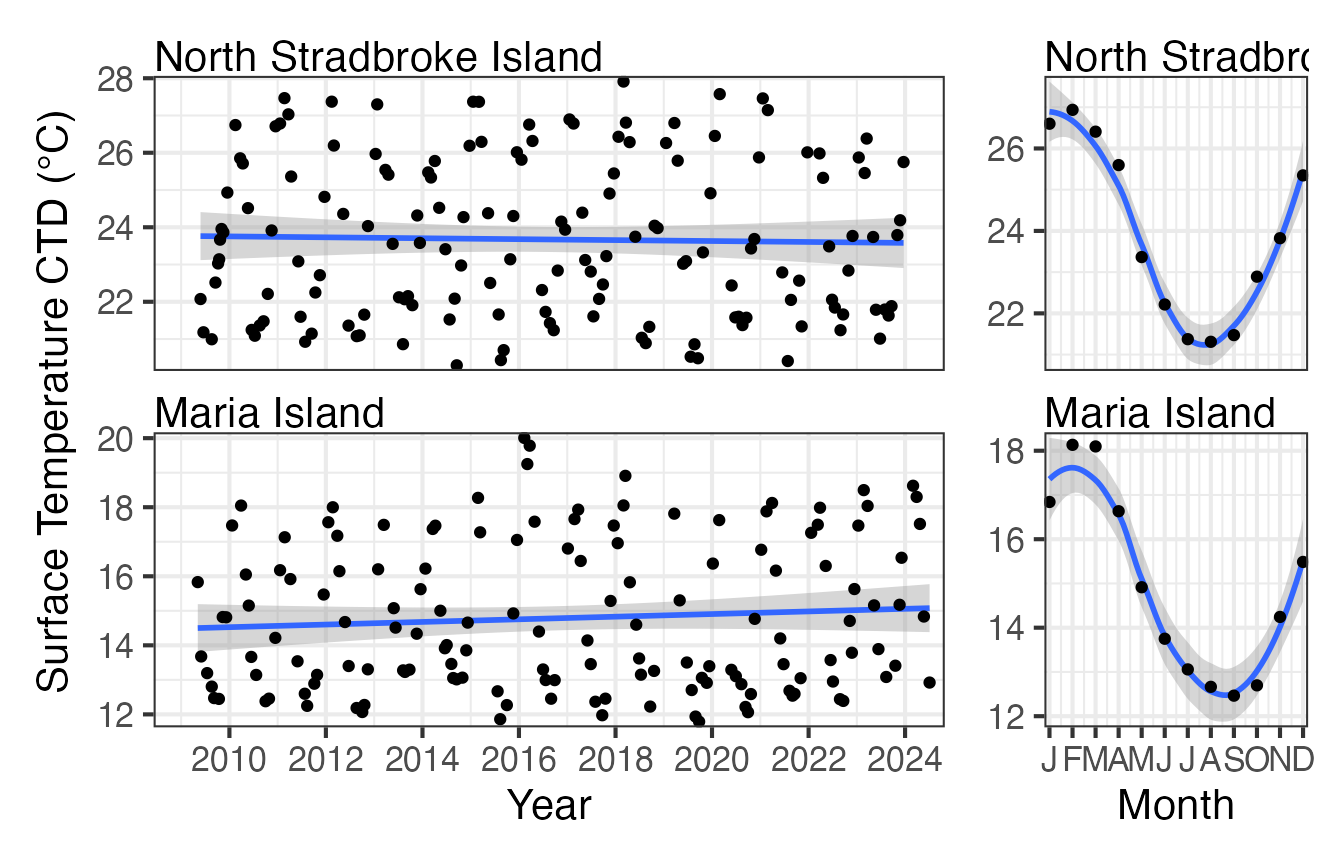 North Stradbroke Island
North Stradbr
Surface Temperature CTD (°C)
28
26
24
22
26
24
22
Maria Island
Maria Island
20
18
16
14
12
18
16
14
12
2010 2012 2014 2016 2018 2020 2022 2024
J F M A M J J A S O N D
Year
Month